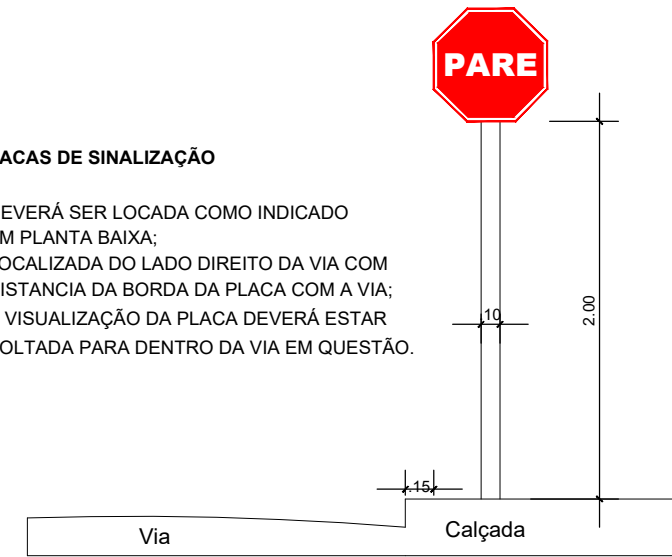 PARE
ACAS DE SINALIZAÇÃO
EVERÁ SER LOCADA COMO INDICADO
M PLANTA BAIXA;
OCALIZADA DO LADO DIREITO DA VIA COM
ISTANCIA DA BORDA DA PLACA COM A VIA;
VISUALIZAÇÃO DA PLACA DEVERÁ ESTAR
OLTADA PARA DENTRO DA VIA EM QUESTÃO.
.10
2.00
.15
Via
Calçada